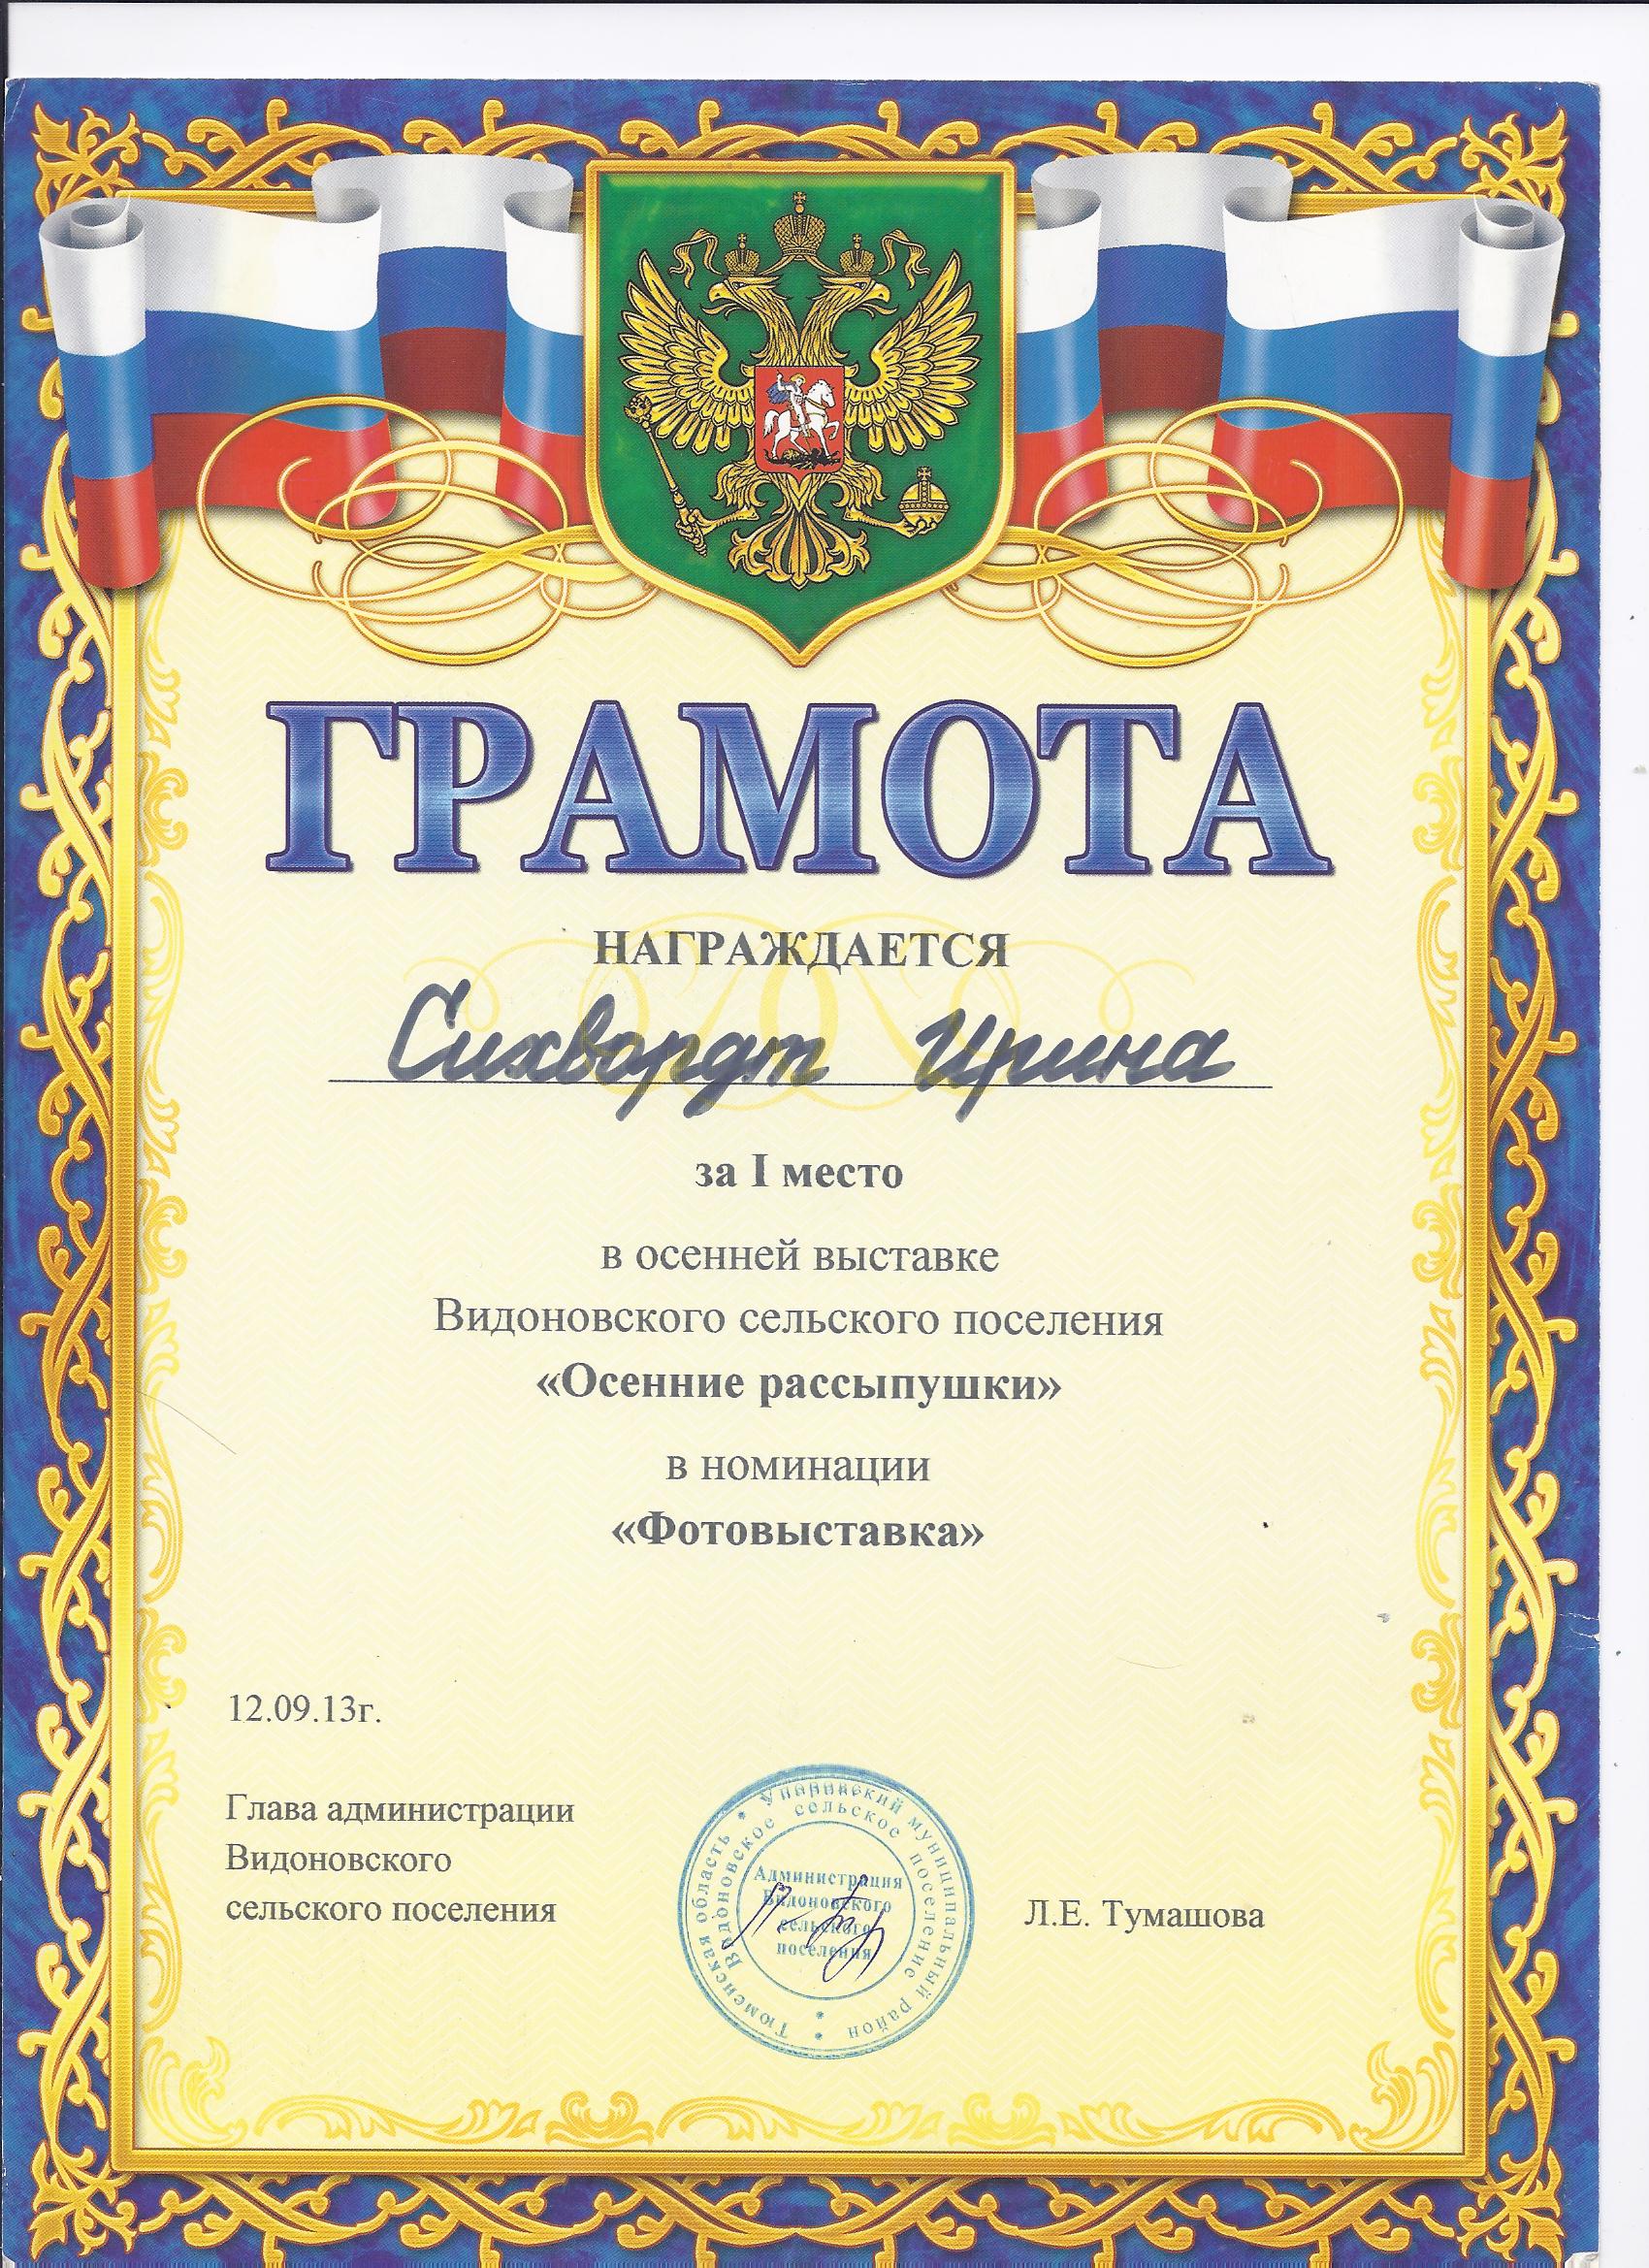 ГРАМОТА
НАГРАЖДАЕТСЯ
Сихвордт Ирина
за I место
в осенней выставке
Видоновского сельского поселения
«Осенние рассыпушки»
в номинации
«Фотовыставка»
12.09.13г.
Глава администрации
Видоновского
сельского поселения
Тюменская область * Упоровский муниципальный район *
Видоновское сельское поселение *
Администрация
Видоновского
сельского
поселения
Л.Е. Тумашова